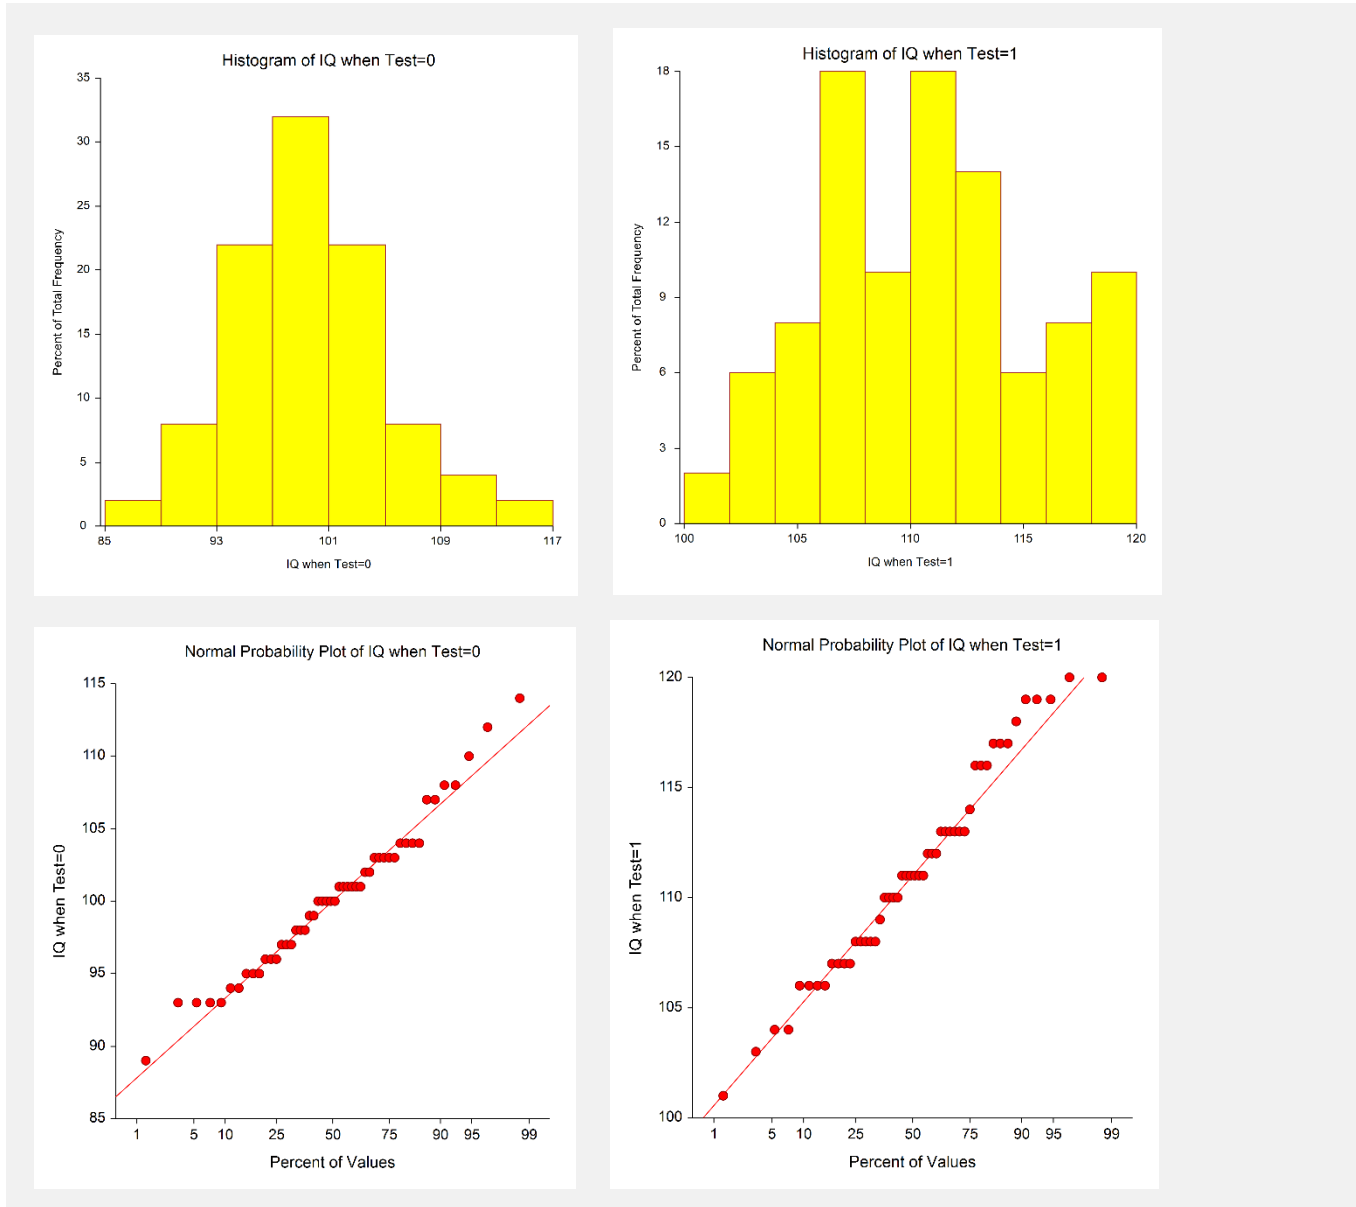 Histogram of IQ when Test=0
35
30
25
20
15
10
5
0
Percent of Total Frequency
85 93 101 109 117
IQ when Test=0
Histogram of IQ when Test=1
18
15
12
9
6
3
0
Percent of Total Frequency
100 105 110 115 120
IQ when Test=1
Normal Probability Plot of IQ when Test=0
115
110
105
100
95
90
85
IQ when Test=0
1 5 10 25 50 75 90 95 99
Percent of Values
Normal Probability Plot of IQ when Test=1
120
115
110
105
100
IQ when Test=1
1 5 10 25 50 75 90 95 99
Percent of Values